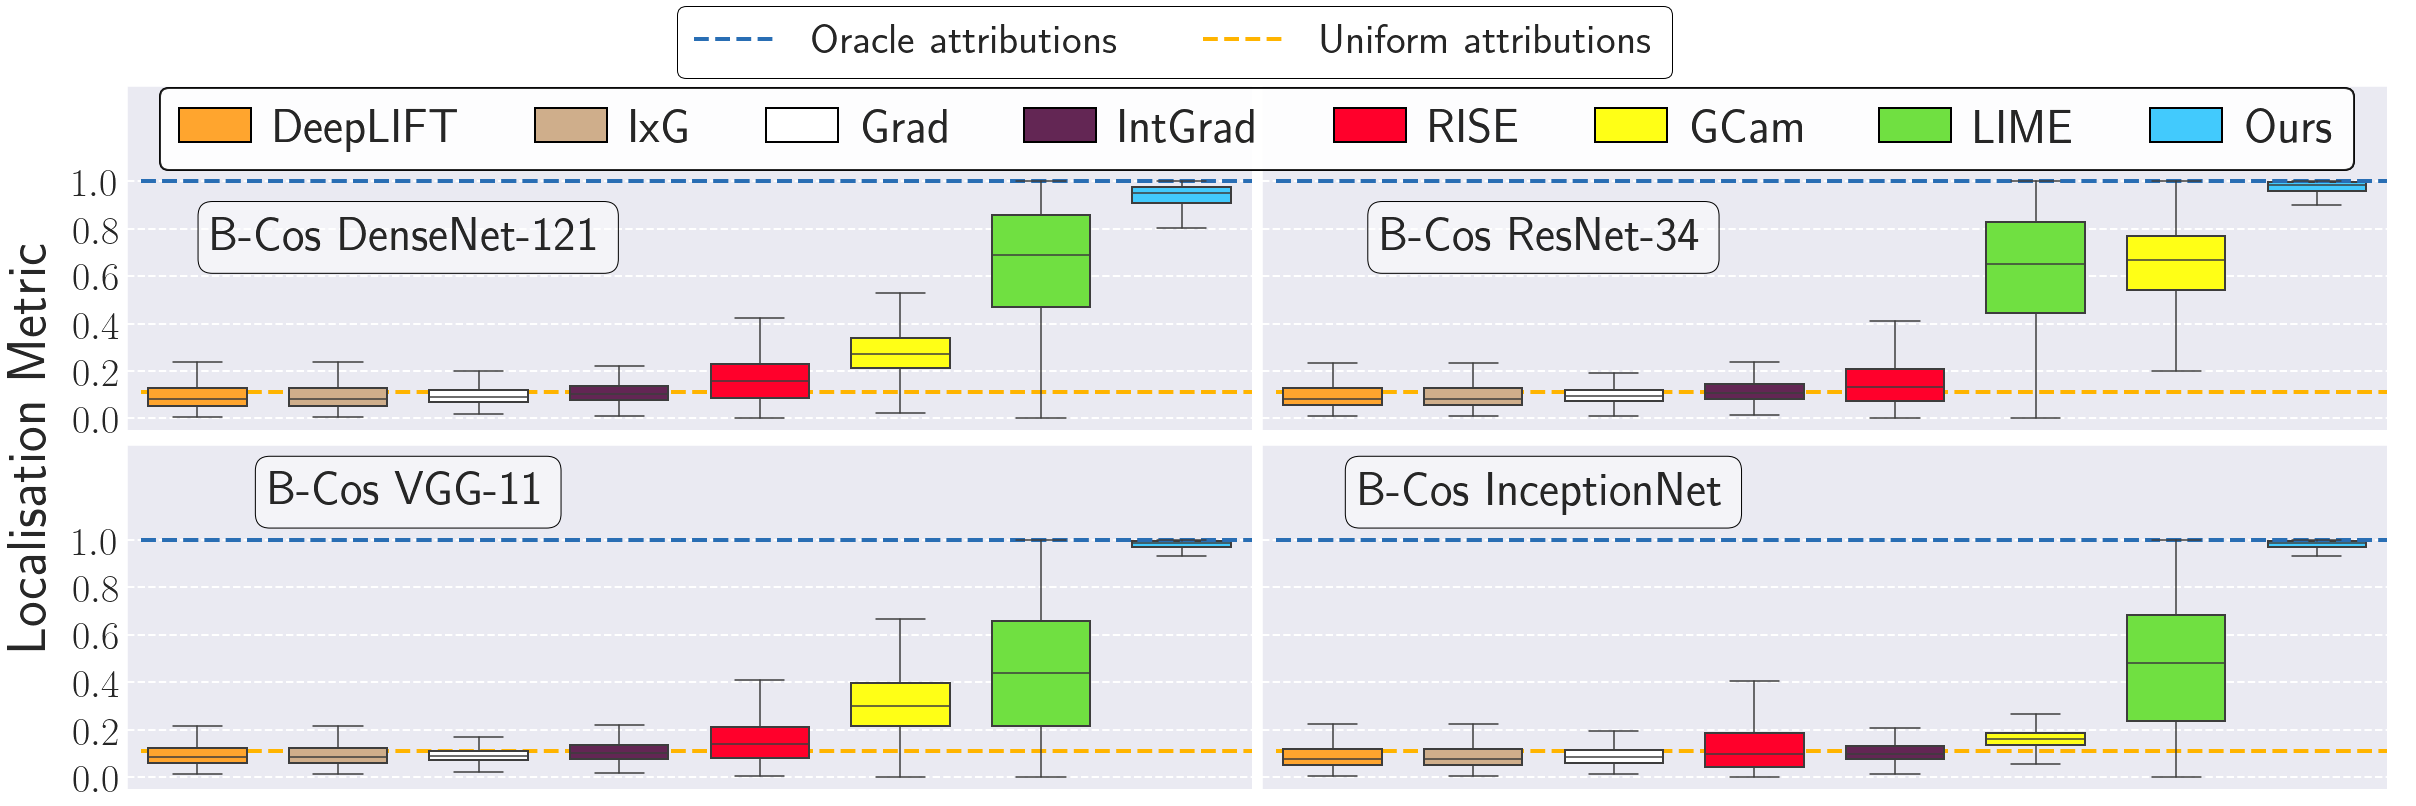 Oracle attributions Uniform attributions
DeepLIFT IxG Grad IntGrad RISE GCam LIME Ours
Localisation Metric
1.0
0.8
0.6
0.4
0.2
0.0
B-Cos DenseNet-121
B-Cos ResNet-34
1.0
0.8
0.6
0.4
0.2
0.0
B-Cos VGG-11
B-Cos InceptionNet